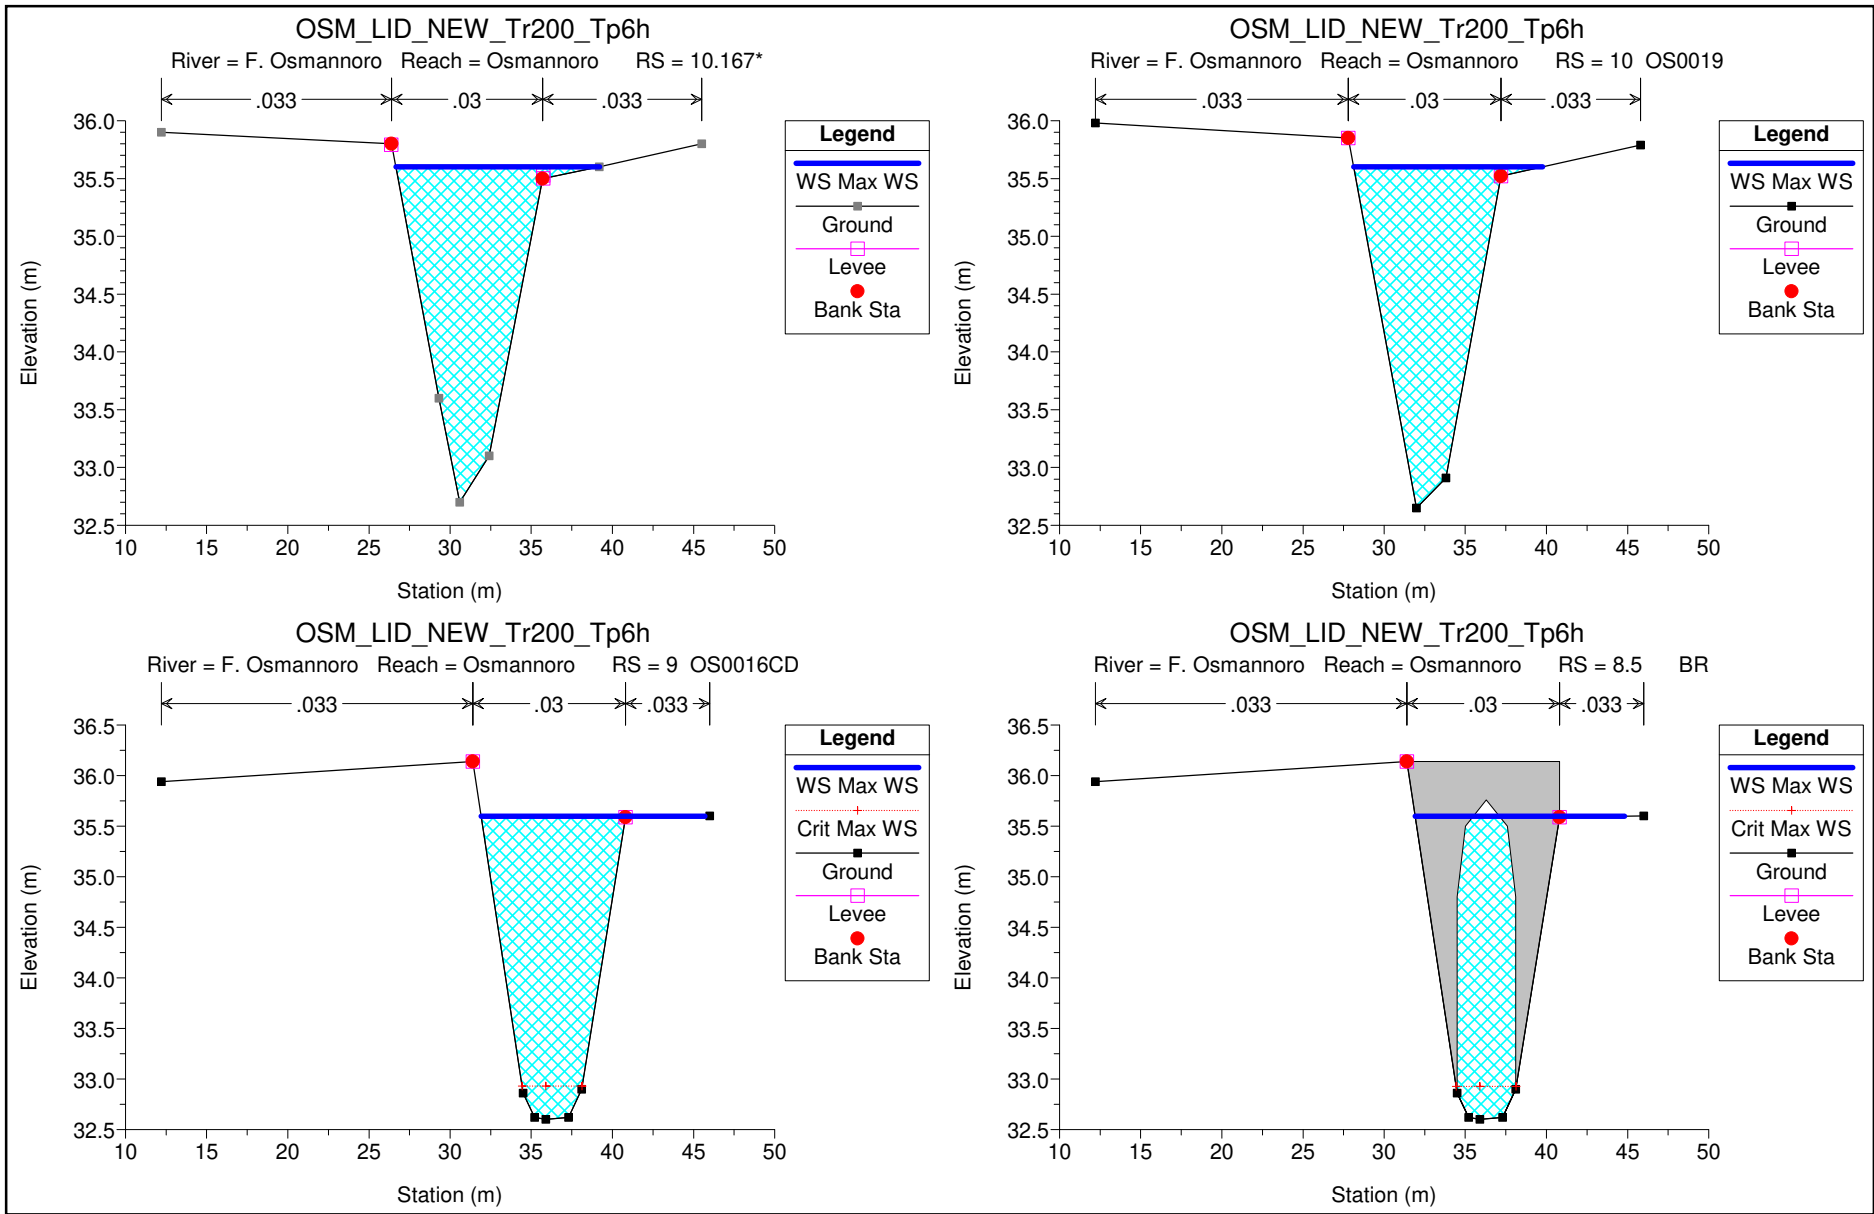 OSM_LID_NEW_Tr200_Tp6h
River = F. Osmannoro Reach = Osmannoro RS = 10.167*
.033 .03 .033
36.0
35.5
35.0
34.5
34.0
33.5
33.0
32.5
10 15 20 25 30 35 40 45 50
Station (m)
Elevation (m)
Legend
WS Max WS
Ground
Levee
Bank Sta
OSM_LID_NEW_Tr200_Tp6h
River = F. Osmannoro Reach = Osmannoro RS = 10 OS0019
.033 .03 .033
36.0
35.5
35.0
34.5
34.0
33.5
33.0
32.5
10 15 20 25 30 35 40 45 50
Station (m)
Elevation (m)
Legend
WS Max WS
Ground
Levee
Bank Sta
OSM_LID_NEW_Tr200_Tp6h
River = F. Osmannoro Reach = Osmannoro RS = 9 OS0016CD
.033 .03 .033
36.5
36.0
35.5
35.0
34.5
34.0
33.5
33.0
32.5
10 15 20 25 30 35 40 45 50
Station (m)
Elevation (m)
Legend
WS Max WS
Crit Max WS
Ground
Levee
Bank Sta
OSM_LID_NEW_Tr200_Tp6h
River = F. Osmannoro Reach = Osmannoro RS = 8.5 BR
.033 .03 .033
36.5
36.0
35.5
35.0
34.5
34.0
33.5
33.0
32.5
10 15 20 25 30 35 40 45 50
Station (m)
Elevation (m)
Legend
WS Max WS
Crit Max WS
Ground
Levee
Bank Sta